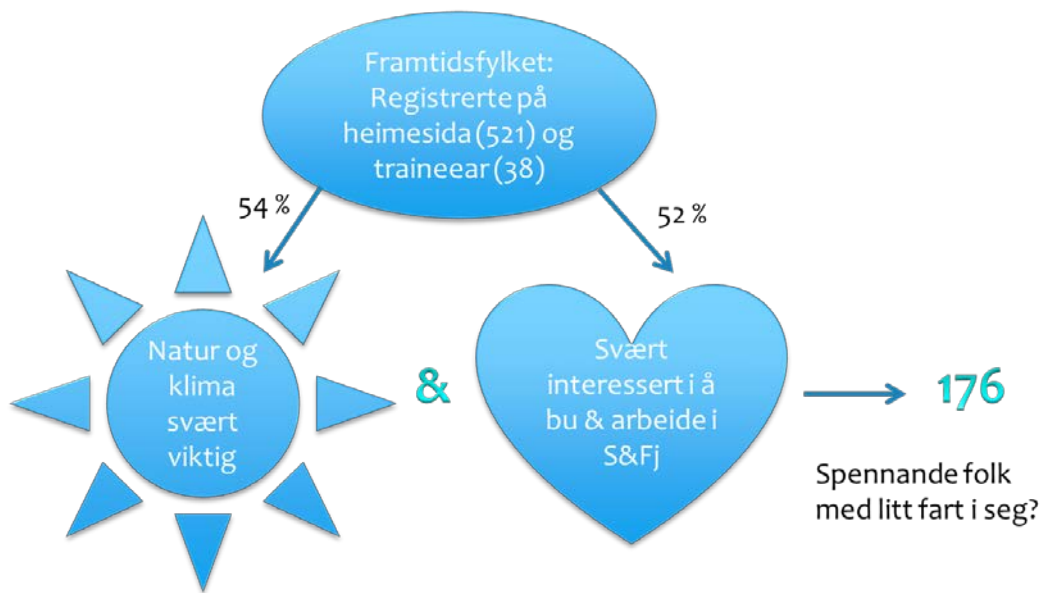 Framtidsfylket:
Registrerte på
heimesida (521) og
traineear (38)
54 %
52 %
Natur og
klima
svært
viktig
&
Svært
interessert i å
bu & arbeide i
S&Fj
176
Spennande folk
med litt fart i seg?